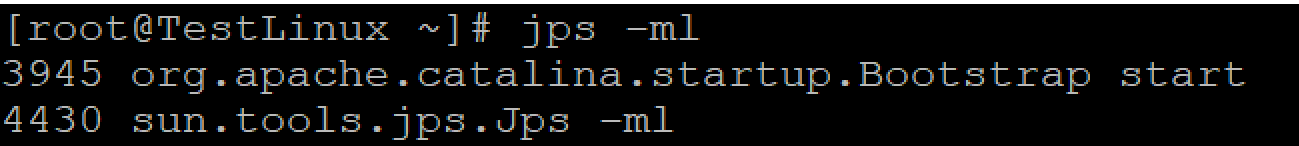 [root@TestLinux ~]# jps -ml
3945 org.apache.catalina.startup.Bootstrap start
4430 sun.tools.jps.Jps -ml